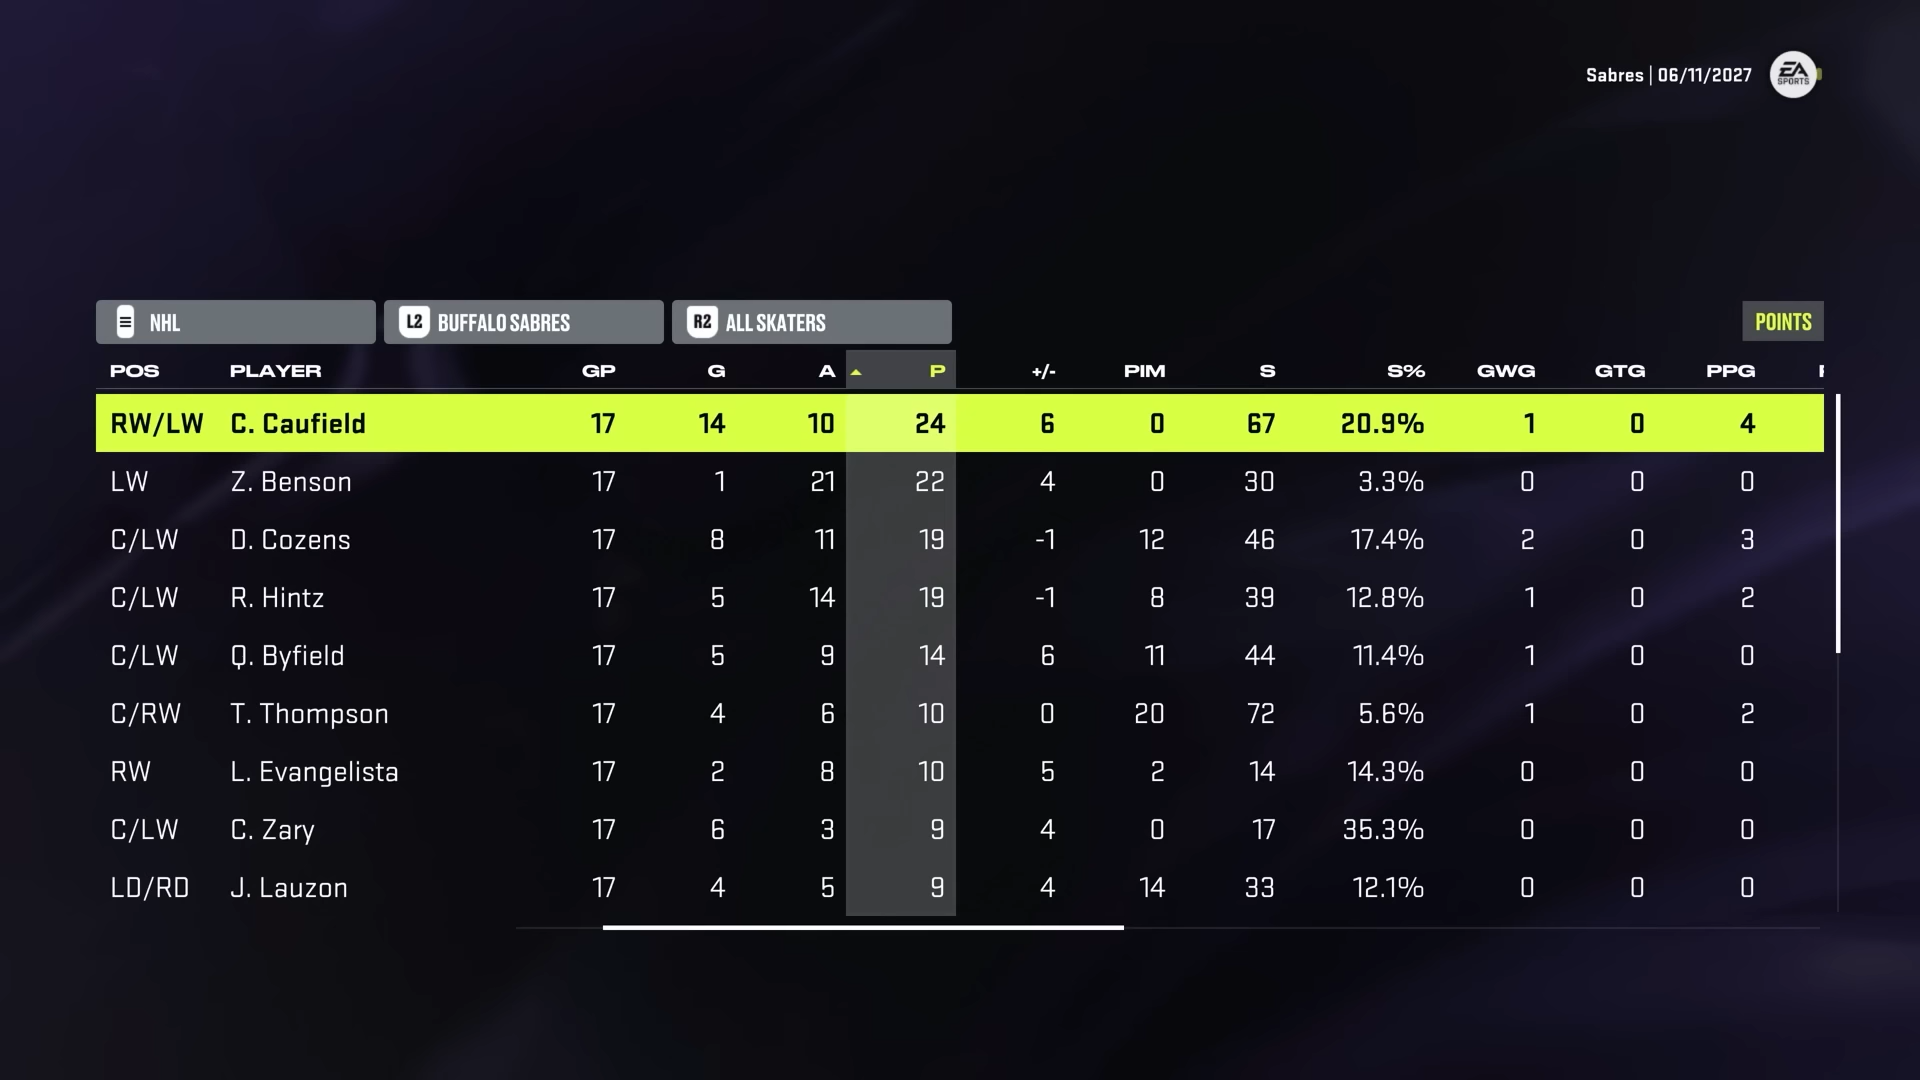 Sabres | 06/11/2027 EA SPORTS
NHL L2 BUFFALO SABRES R2 ALL SKATERS POINTS
POS PLAYER GP G A P +/- PIM S S% GWG GTG PPG
RW/LW C. Caufield 17 14 10 24 6 0 67 20.9% 1 0 4
LW Z. Benson 17 1 21 22 4 0 30 3.3% 0 0 0
C/LW D. Cozens 17 8 11 19 -1 12 46 17.4% 2 0 3
C/LW R. Hintz 17 5 14 19 -1 8 39 12.8% 1 0 2
C/LW Q. Byfield 17 5 9 14 6 11 44 11.4% 1 0 0
C/RW T. Thompson 17 4 6 10 0 20 72 5.6% 1 0 2
RW L. Evangelista 17 2 8 10 5 2 14 14.3% 0 0 0
C/LW C. Zary 17 6 3 9 4 0 17 35.3% 0 0 0
LD/RD J. Lauzon 17 4 5 9 4 14 33 12.1% 0 0 0